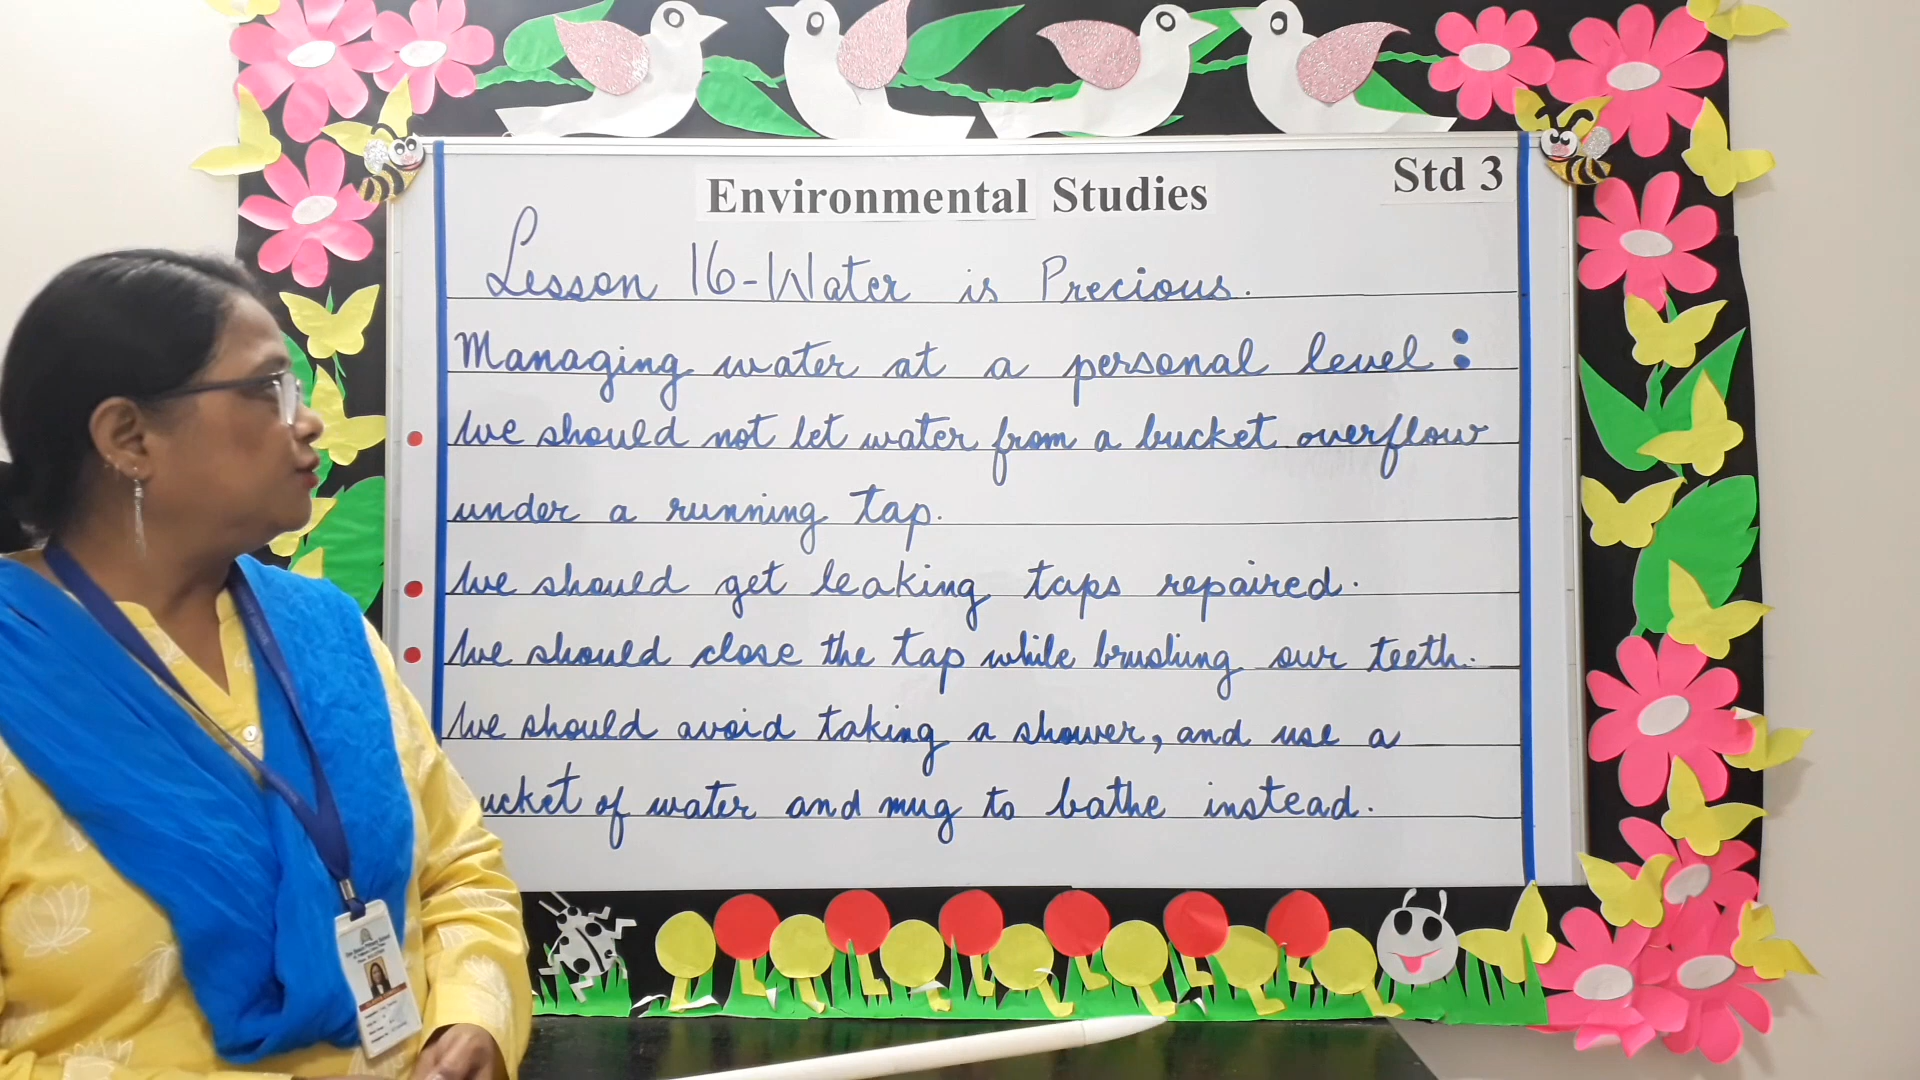 Environmental Studies
Std 3
Lesson 16-Water is Precious.
Managing water at a personal level:
We should not let water from a bucket overflow
under a running tap.
We should get leaking taps repaired.
We should close the tap while brushing our teeth.
We should avoid taking a shower, and use a
ucket of water and mug to bathe instead.